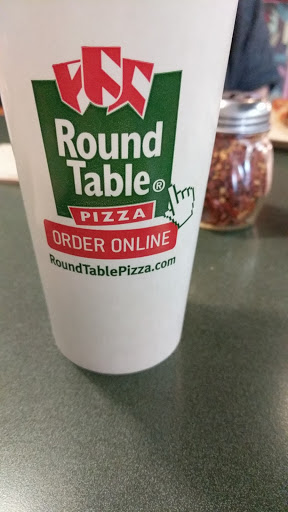 Round
Table®
PIZZA
ORDER ONLINE
RoundTablePizza.com